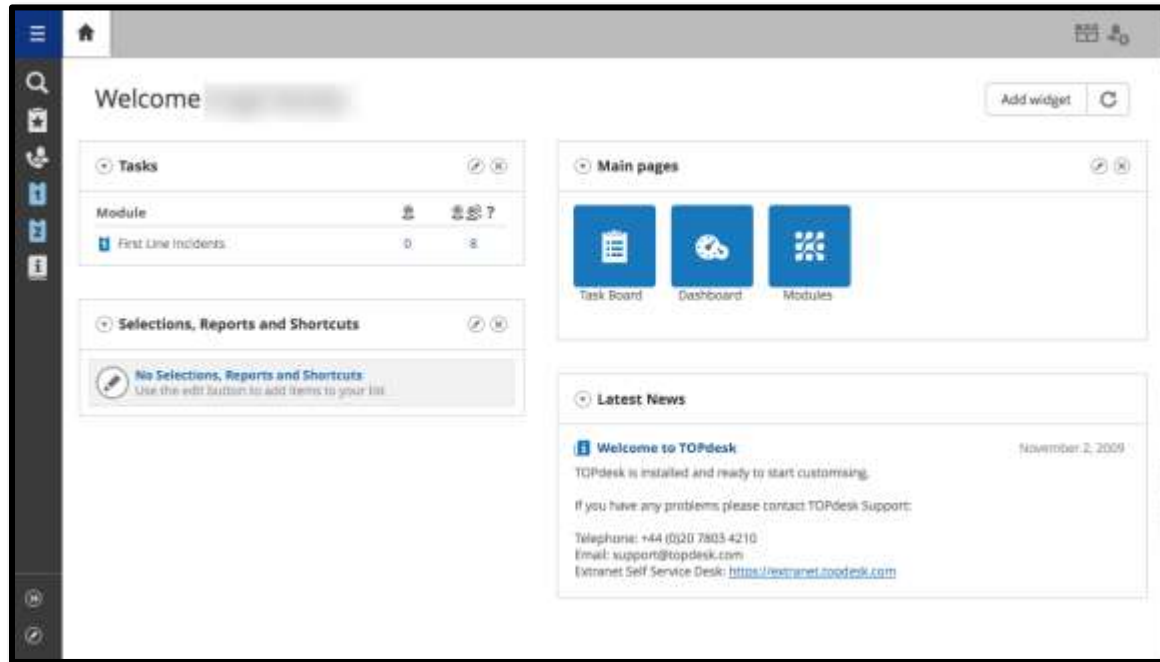 Welcome
Add widget
Tasks
Module ?
First Line Incidents 0 8
Selections, Reports and Shortcuts
No Selections, Reports and Shortcuts
Use the edit button to add items to your list
Main pages
Task Board Dashboard Modules
Latest News
Welcome to TOPdesk November 2, 2009
TOPdesk is installed and ready to start customising.
If you have any problems please contact TOPdesk Support:
Telephone: +44 (0)20 7803 4210
Email: support@topdesk.com
Extranet Self Service Desk: https://extranet.topdesk.com